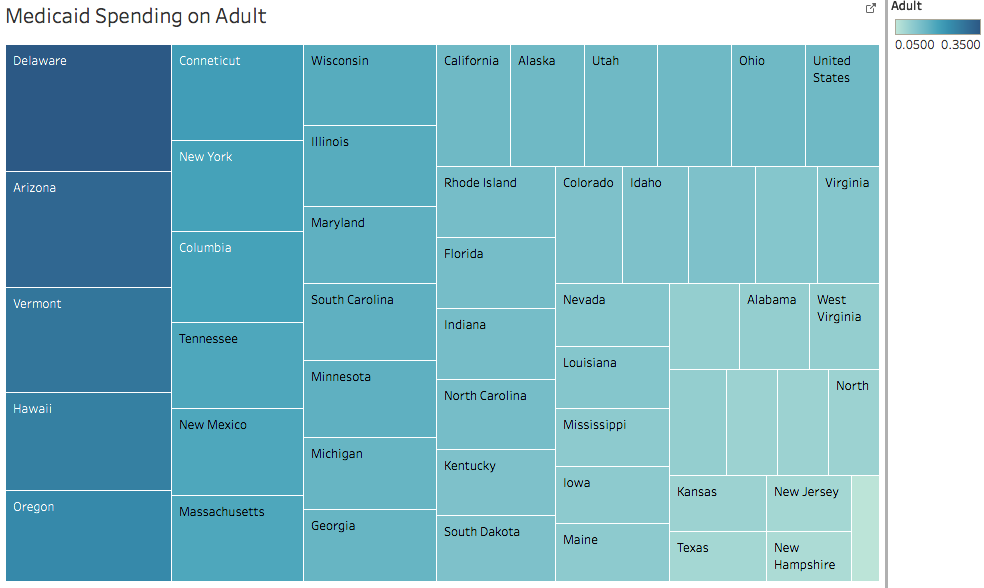 Medicaid Spending on Adult
Adult
0.0500 0.3500
Delaware
Arizona
Vermont
Hawaii
Oregon
Conneticut
New York
Columbia
Tennessee
New Mexico
Massachusetts
Wisconsin
Illinois
Maryland
South Carolina
Minnesota
Michigan
Georgia
California
Alaska
Utah
Ohio
United
States
Rhode Island
Florida
Indiana
North Carolina
Kentucky
South Dakota
Colorado
Idaho
Virginia
Nevada
Louisiana
Mississippi
Iowa
Maine
Alabama
West
Virginia
North
Kansas
New Jersey
Texas
New
Hampshire